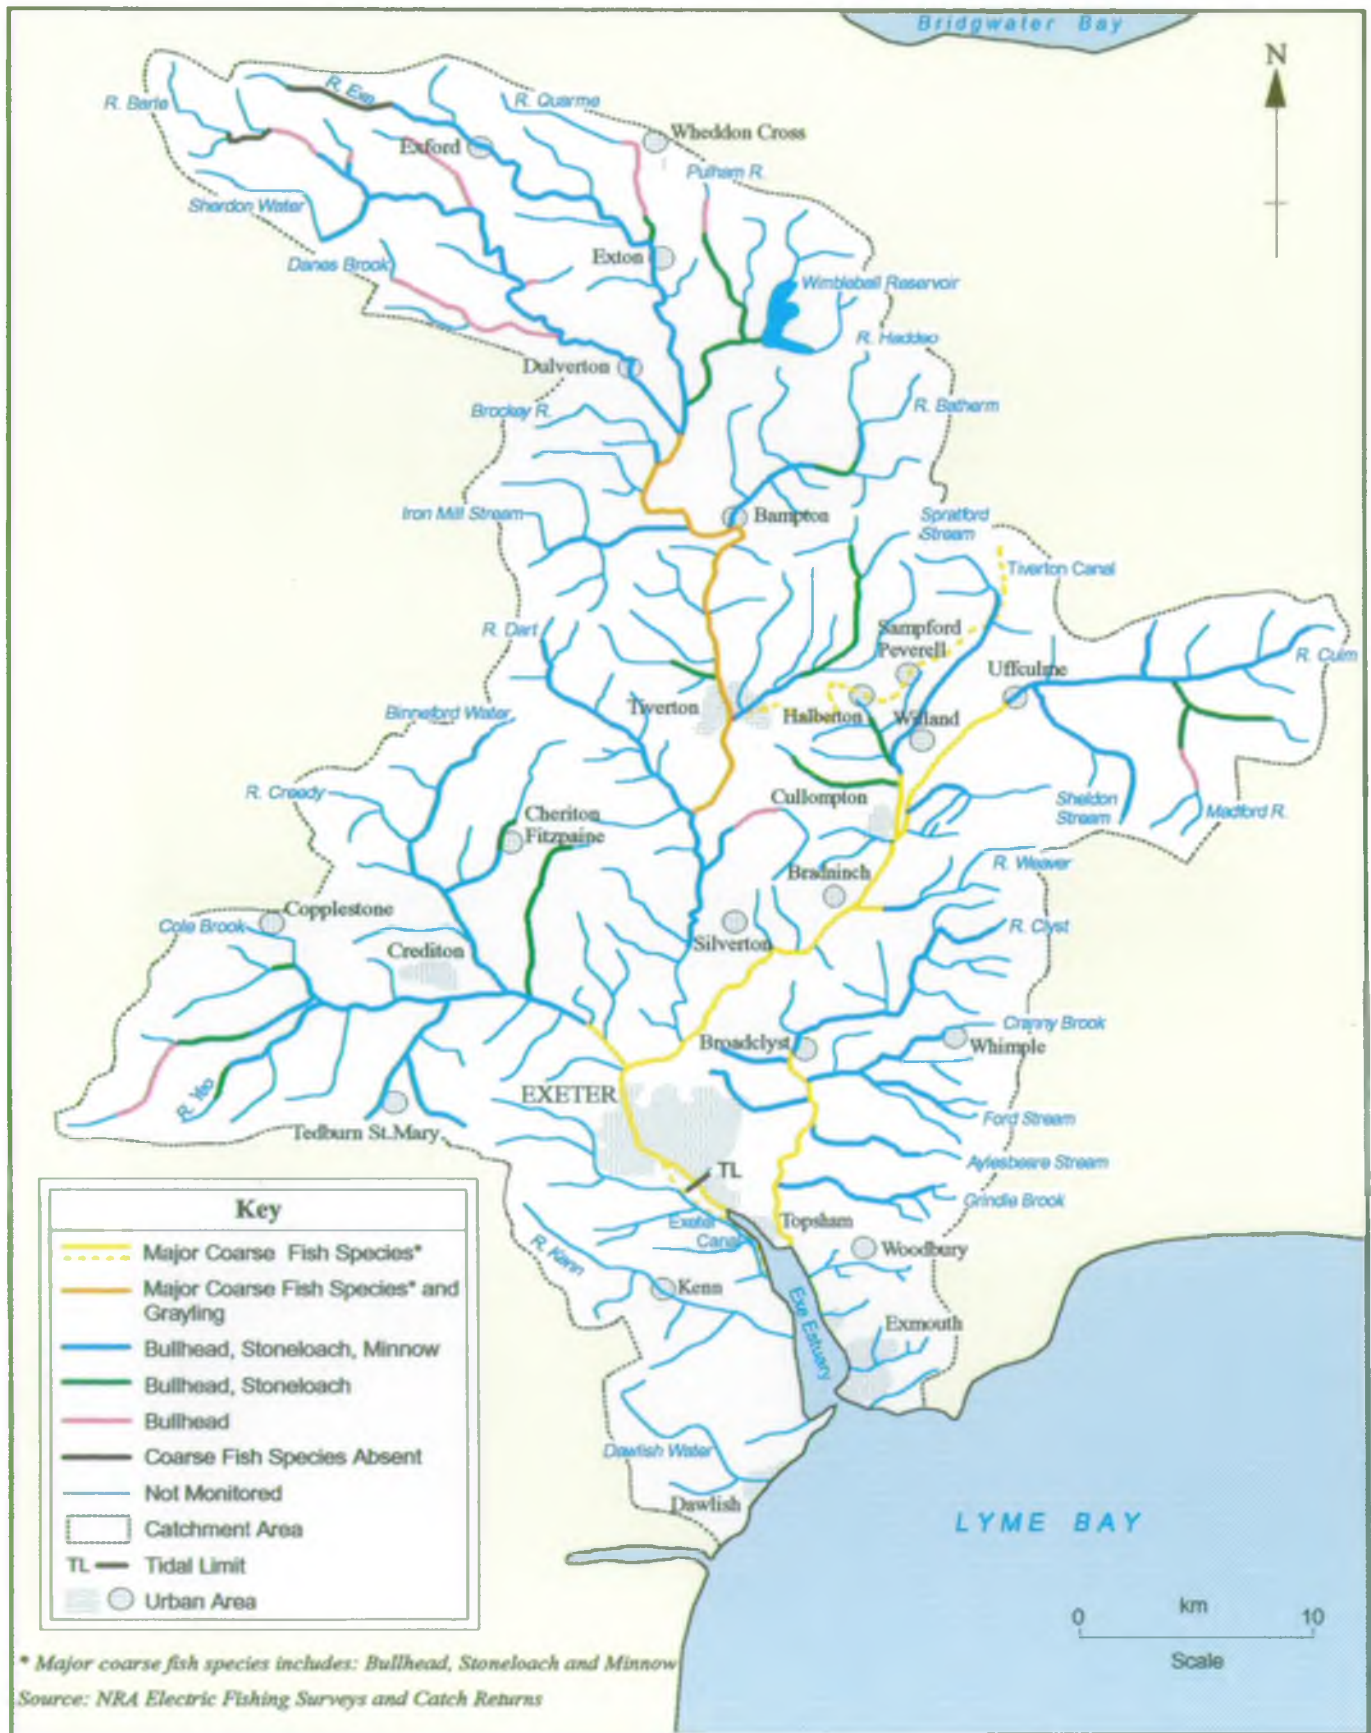 Bridgwater Bay
N
R. Barle
R. Exe
R. Quarme
Wheddon Cross
Exford
Pulham R.
Sherdon Water
Danes Brook
Exton
Wimbleball Reservoir
R. Haddeo
Dulverton
Brockey R.
R. Batherm
Iron Mill Stream
Bampton
Spratford
Stream
Tiverton Canal
R. Dart
Sampford
Peverell
Uffculme
R. Culm
Tiverton
Halberton
Willand
Binneford Water
R. Creedy
Cullompton
Sheldon
Stream
Madford R.
Cheriton
Fitzpaine
Bradninch
R. Weaver
Copplestone
Cole Brook
Crediton
Silverton
R. Clyst
Cranny Brook
Broadclyst
Whimple
R. Yeo
EXETER
Ford Stream
Tedburn St.Mary
Aylesbeare Stream
TL
Grindle Brook
Exeter
Canal
Topsham
Woodbury
R. Kenn
Kenn
Exe Estuary
Exmouth
Dawlish Water
Dawlish
LYME BAY
Key
Major Coarse Fish Species*
Major Coarse Fish Species* and
Grayling
Bullhead, Stoneloach, Minnow
Bullhead, Stoneloach
Bullhead
Coarse Fish Species Absent
Not Monitored
Catchment Area
TL Tidal Limit
Urban Area
km
0 10
Scale
* Major coarse fish species includes: Bullhead, Stoneloach and Minnow
Source: NRA Electric Fishing Surveys and Catch Returns